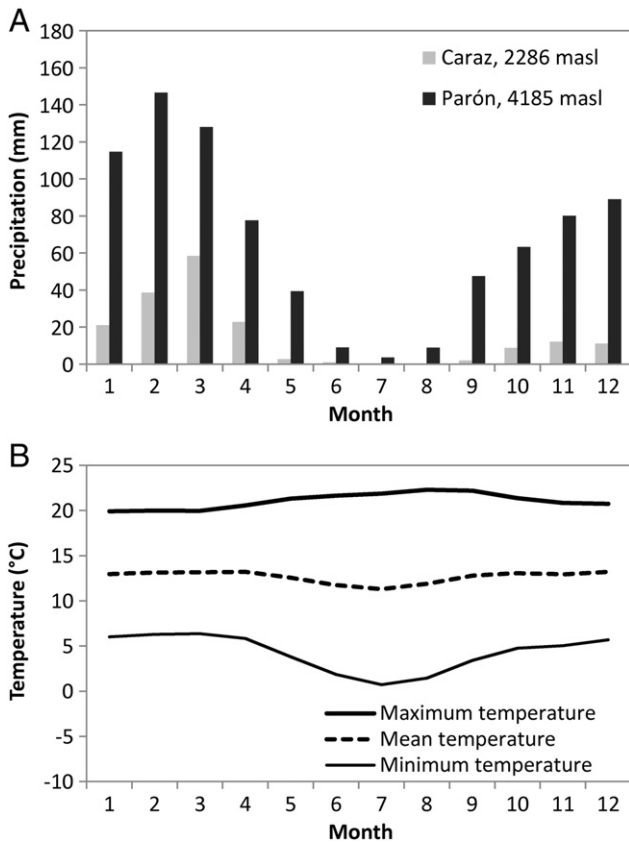 A
180
160
140
120
100
80
60
40
20
0
Precipitation (mm)
Caraz, 2286 masl
Parón, 4185 masl
1 2 3 4 5 6 7 8 9 10 11 12
Month
B
25
20
15
10
5
0
-5
-10
Temperature (°C)
Maximum temperature
Mean temperature
Minimum temperature
1 2 3 4 5 6 7 8 9 10 11 12
Month